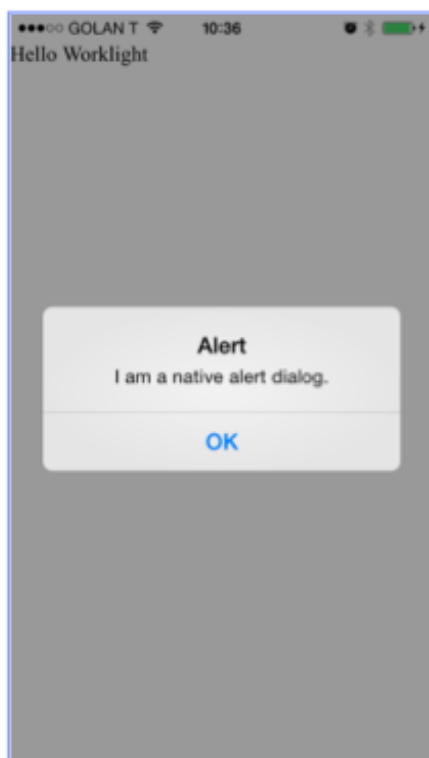 GOLAN T 10:36
Hello Worklight
Alert
I am a native alert dialog.
OK